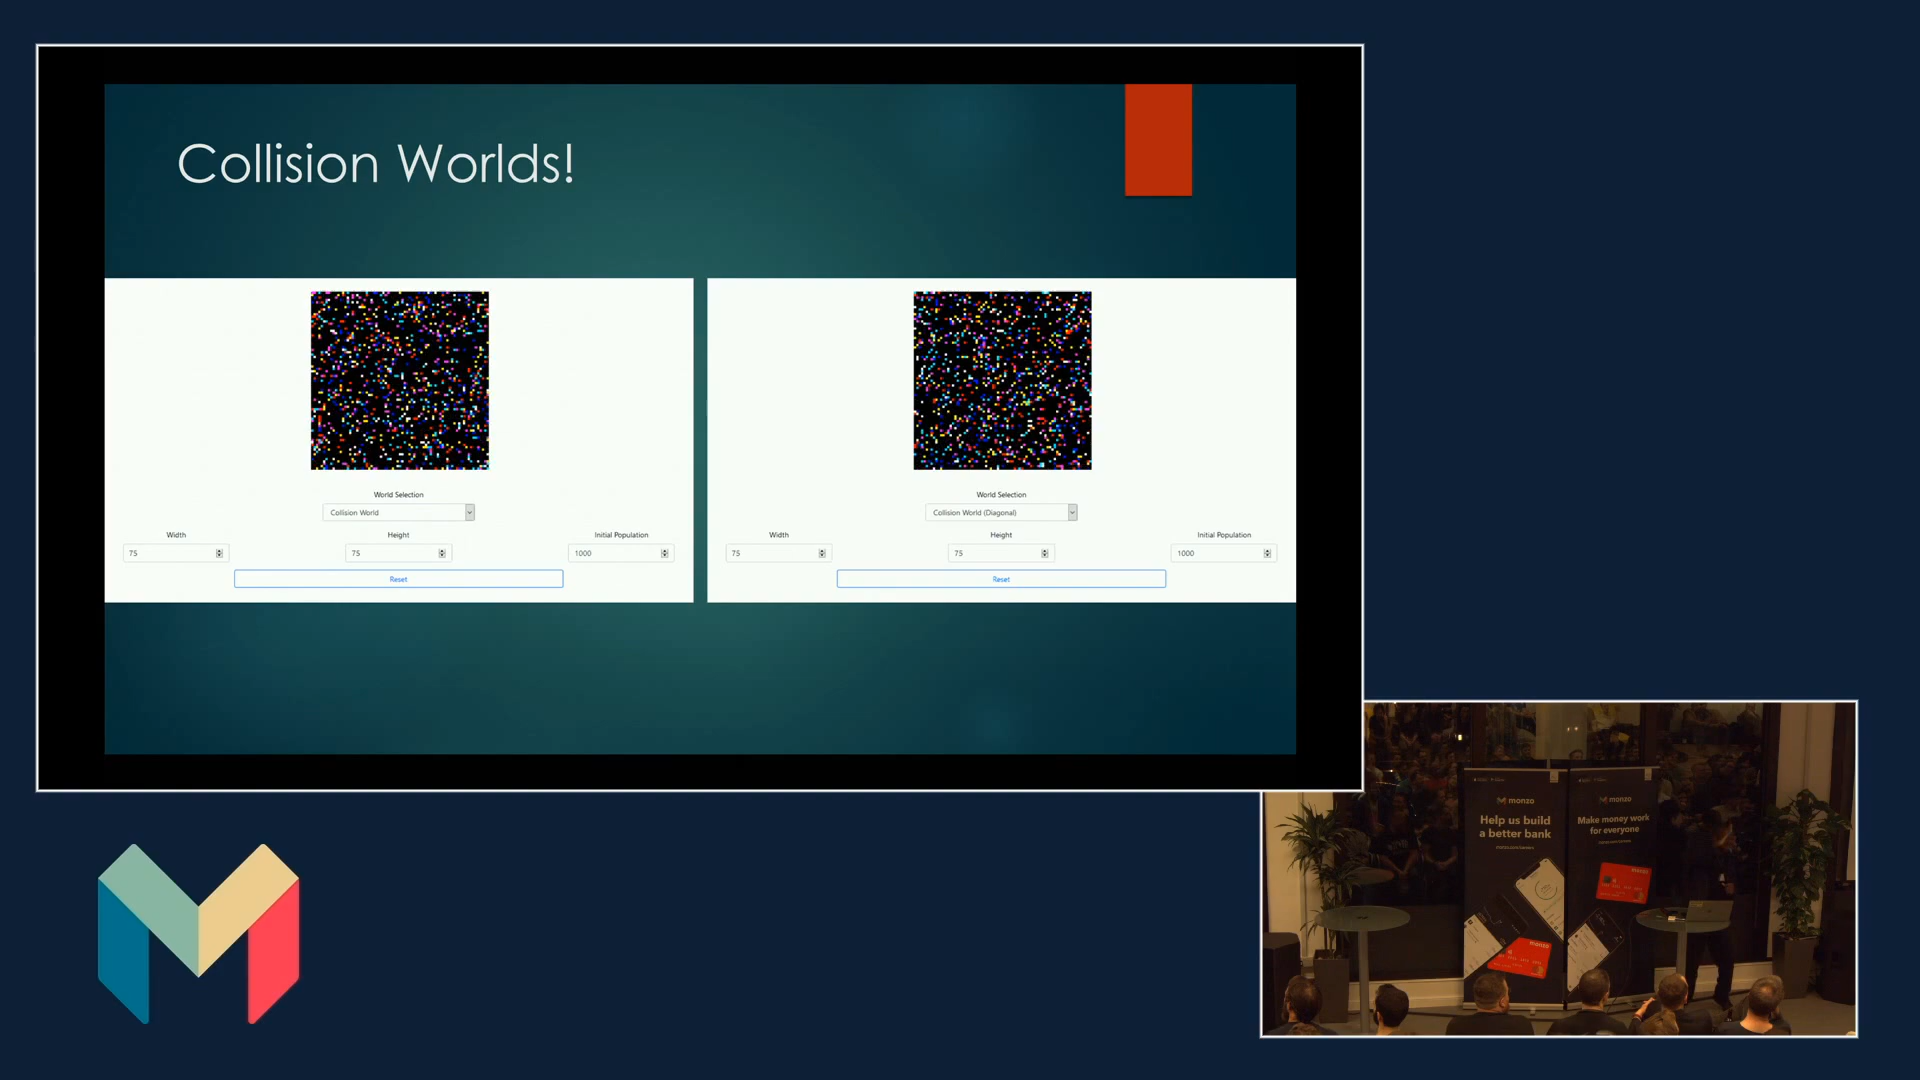 Collision Worlds!
World Selection
Collision World
Width
Height
Initial Population
75
75
1000
Reset
World Selection
Collision World (Diagonal)
Width
Height
Initial Population
75
75
1000
Reset
monzo
Help us build
a better bank
monzo
Make money work
for everyone
monzo
monzo